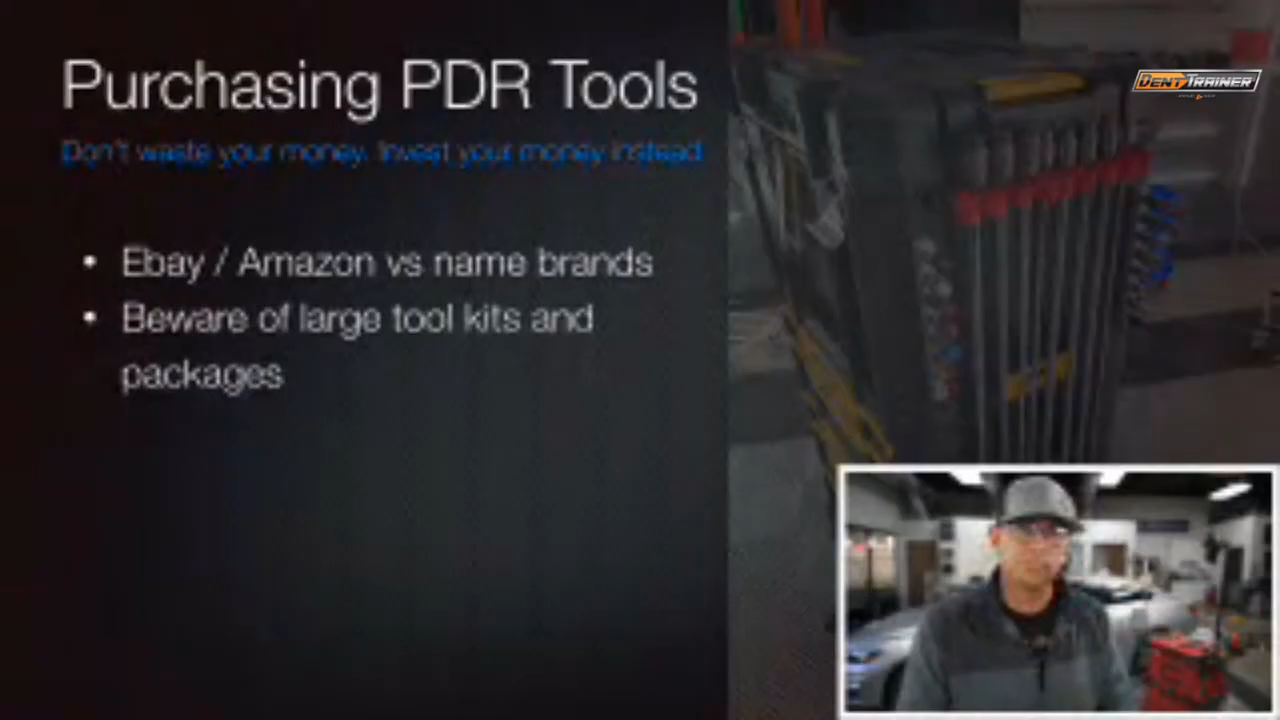 Purchasing PDR Tools
Don't waste your money. Invest your money instead
• Ebay / Amazon vs name brands
• Beware of large tool kits and
packages
DENT TRAINER